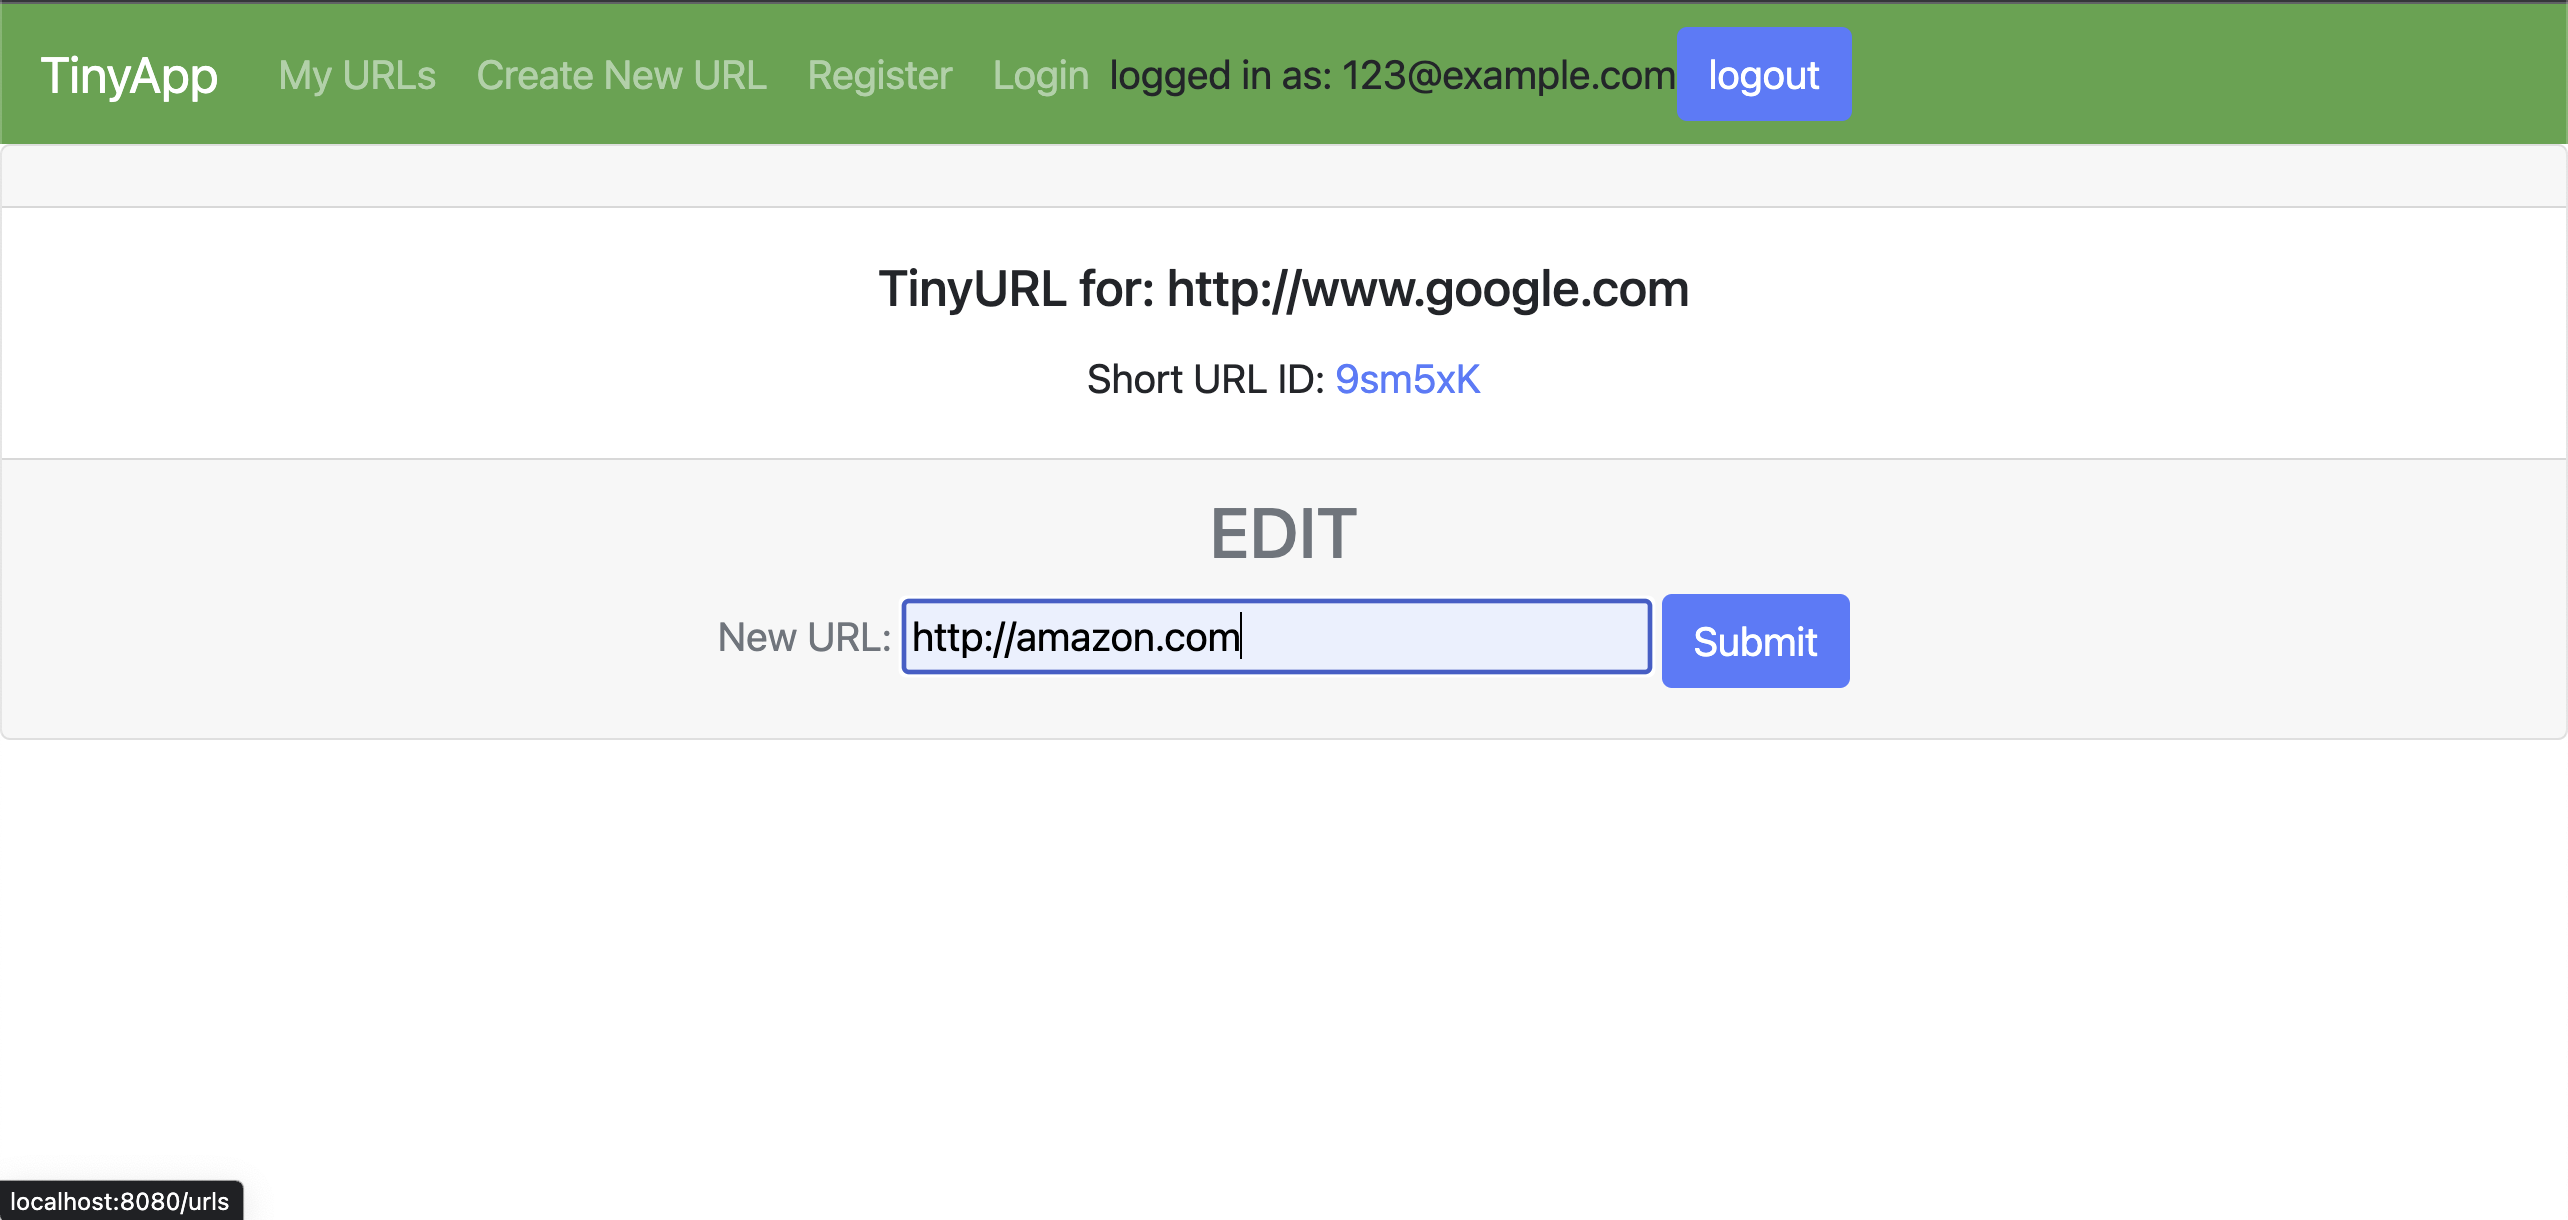 TinyApp My URLs Create New URL Register Login logged in as: 123@example.com logout
TinyURL for: http://www.google.com
Short URL ID: 9sm5xK
EDIT
New URL: http://amazon.com Submit
localhost:8080/urls